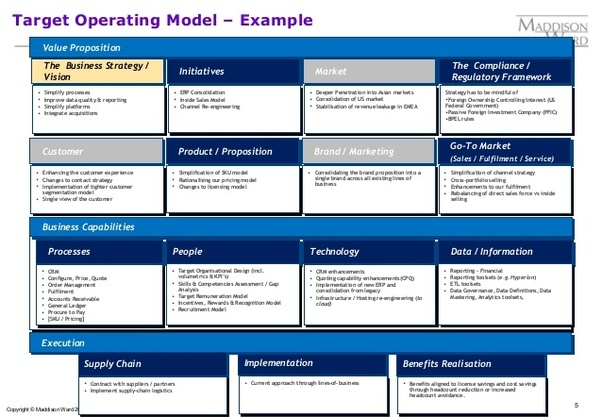 Target Operating Model – Example
MADDISON
WARD
Value Proposition
The Business Strategy /
Vision
Simplify processes
Improve data quality & reporting
Simplify platforms
Integrate acquisitions
Initiatives
ERP Consolidation
Inside Sales Model
Channel Re-engineering
Market
Deeper Penetration into Asian markets
Consolidation of US market
Stabilisation of revenue leakage in EMEA
The Compliance /
Regulatory Framework
Strategy has to be mindful of
•Foreign Ownership Controlling Interest (US
Federal Government)
•Passive Foreign Investment Company (PFIC)
•BPEL rules
Customer
Enhancing the customer experience
Changes to contact strategy
Implementation of tighter customer
segmentation model
Single view of the customer
Product / Proposition
Simplification of SKU model
Rationalising our pricing model
Changes to licensing model
Brand / Marketing
Consolidating the brand proposition into a
single brand across all existing lines of
business
Go-To Market
(Sales / Fulfilment / Service)
Simplification of channel strategy
Cross-portfolio selling
Enhancements to our fulfilment
Rebalancing of direct sales force vs inside
selling
Business Capabilities
Processes
CRM
Configure, Price, Quote
Order Management
Fulfilment
Accounts Receivable
General Ledger
Procure to Pay
[SKU / Pricing]
People
Target Organisational Design (incl.
volumetrics & KPI's)
Skills & Competencies Assessment / Gap
Analysis
Target Remuneration Model
Incentives, Rewards & Recognition Model
Recruitment Model
Technology
CRM enhancements
Quoting capability enhancements (CPQ)
Implementation of new ERP and
consolidation from legacy
Infrastructure / Hosting re-engineering (to
cloud)
Data / Information
Reporting - Financial
Reporting tools (e.g. Hyperion)
ETL toolsets
Data Governance, Data Definitions, Data
Mastering, Analytics toolsets,
Execution
Supply Chain
Contract with suppliers / partners
Implement supply-chain logistics
Implementation
Current approach through lines-of-business
Benefits Realisation
Benefits aligned to license savings and cost savings
through headcount reduction or increased
headcount avoidance.
Copyright © Maddison Ward 2
5